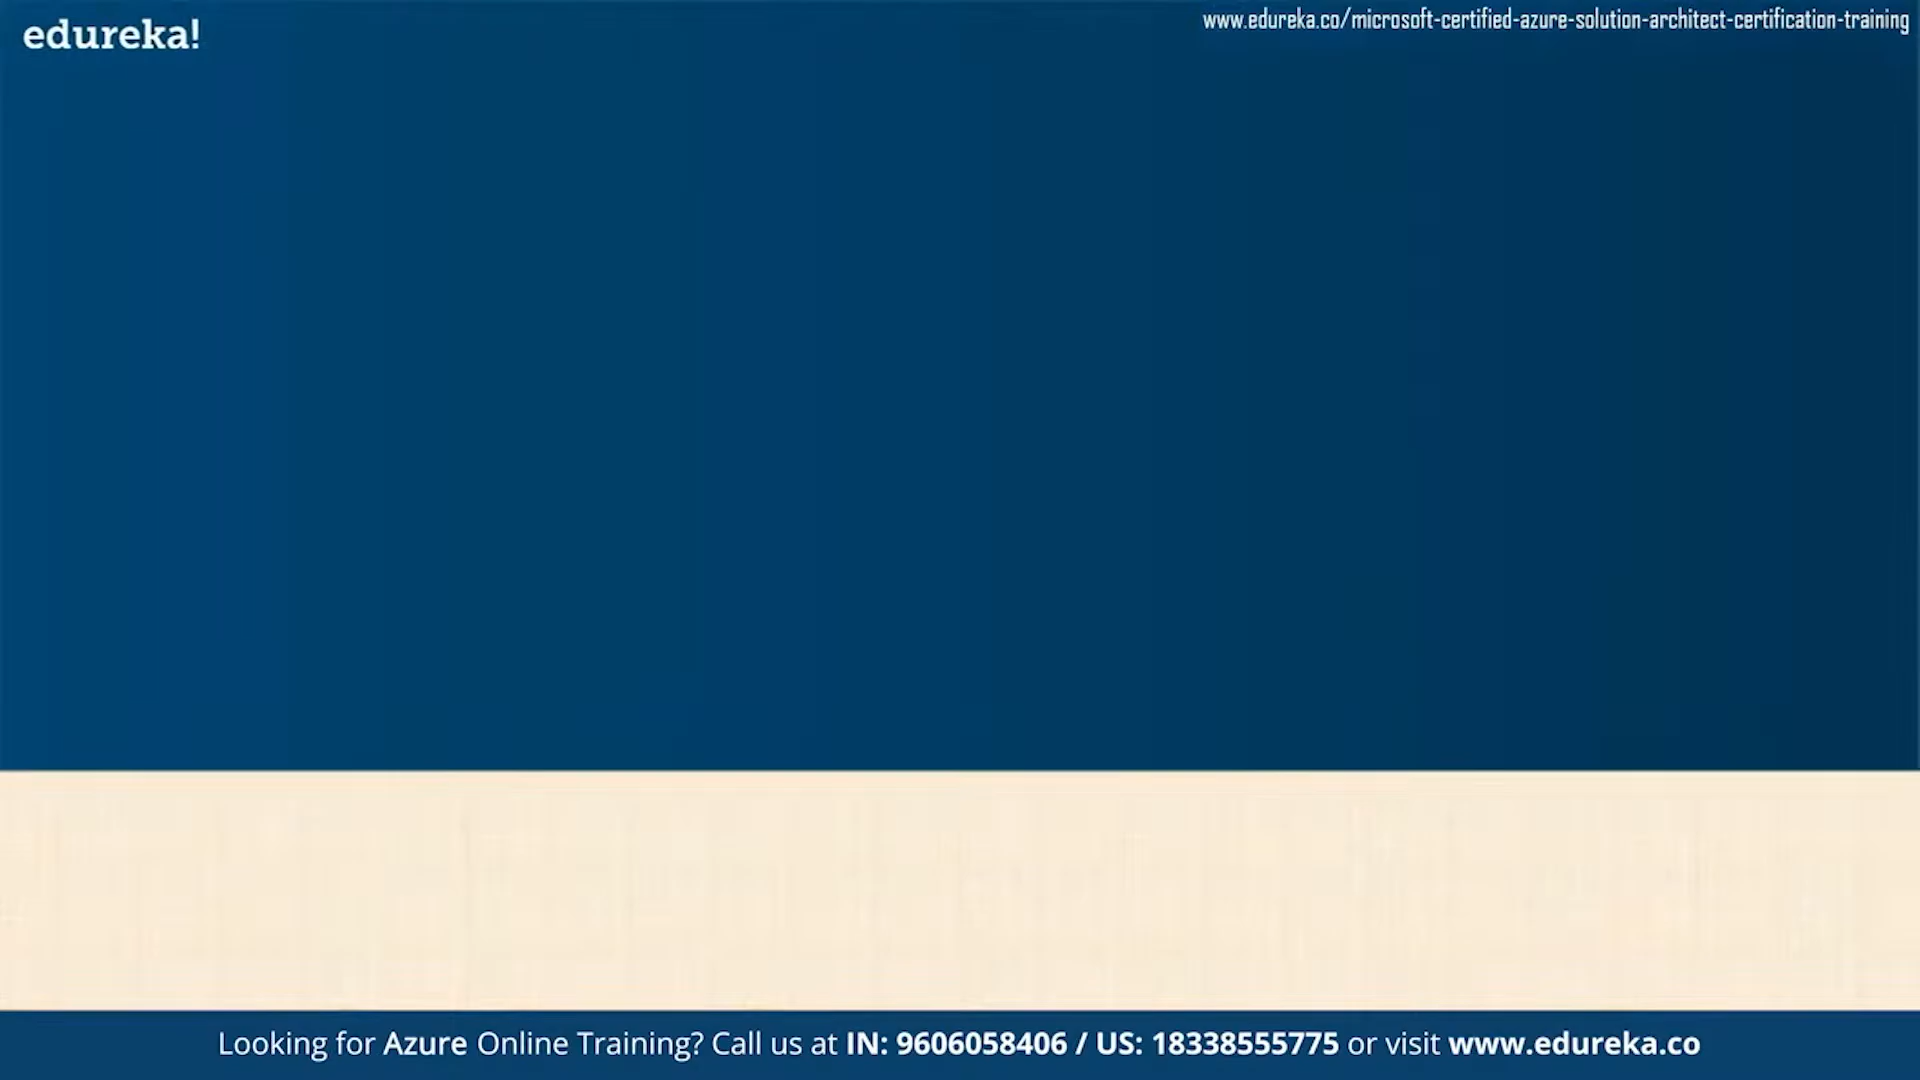 edureka!
www.edureka.co/microsoft-certified-azure-solution-architect-certification-training
Looking for Azure Online Training? Call us at IN: 9606058406 / US: 18338555775 or visit www.edureka.co